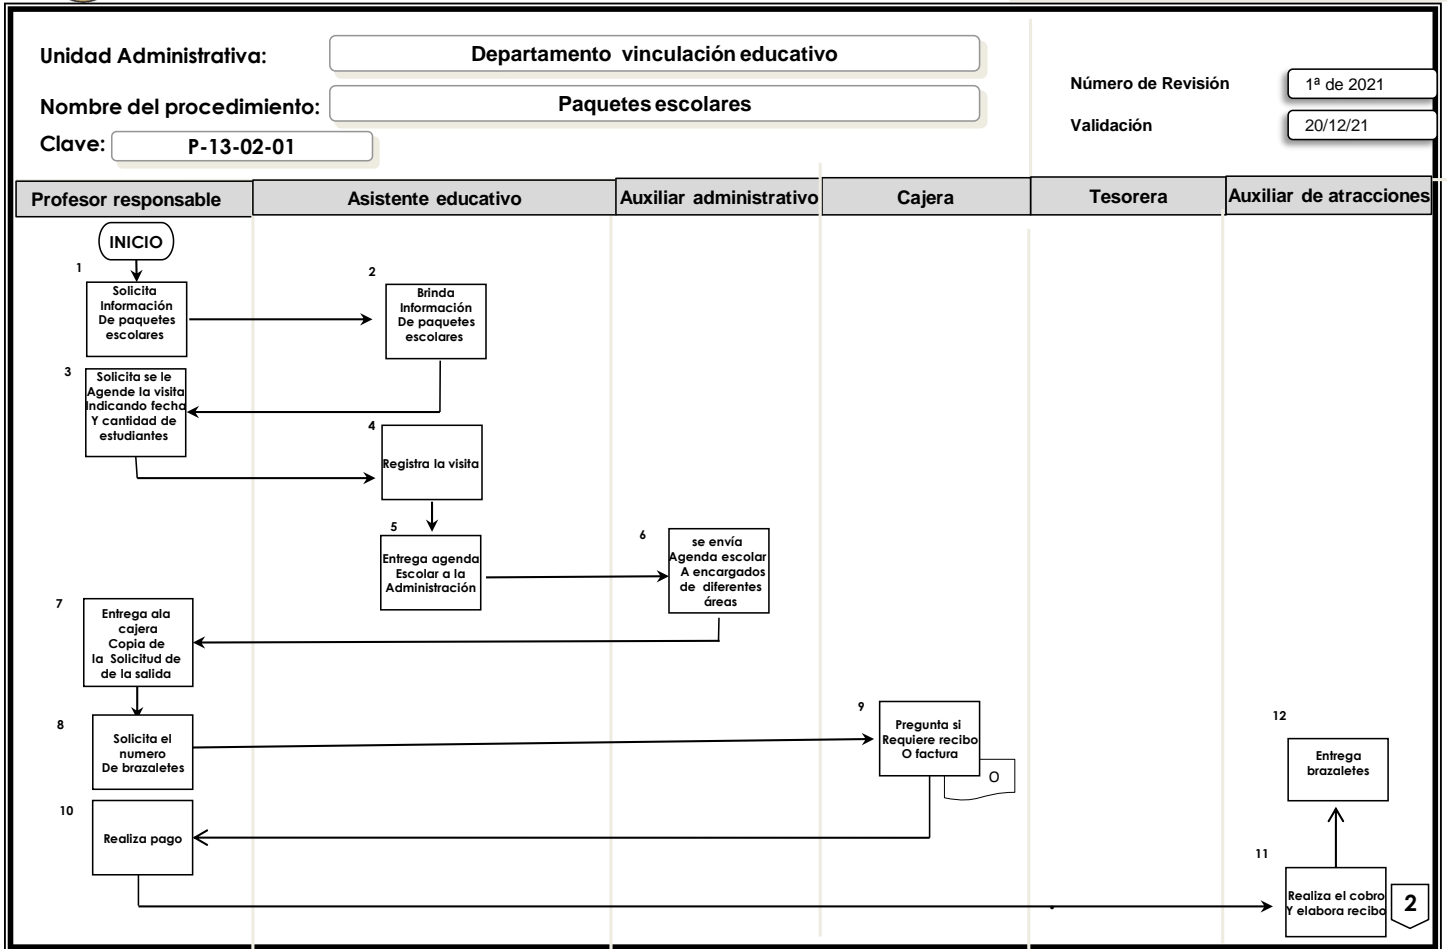 Unidad Administrativa:
Departamento vinculación educativo
Nombre del procedimiento:
Paquetes escolares
Clave:
P-13-02-01
Número de Revisión
1ª de 2021
Validación
20/12/21
Profesor responsable
Asistente educativo
Auxiliar administrativo
Cajera
Tesorera
Auxiliar de atracciones
INICIO
1
Solicita
Información
De paquetes
escolares
2
Brinda
Información
De paquetes
escolares
3
Solicita se le
Agende la visita
Indicando fecha
Y cantidad de
estudiantes
4
Registra la visita
5
Entrega agenda
Escolar a la
Administración
6
se envía
Agenda escolar
A encargados
de diferentes
áreas
7
Entrega ala
cajera
Copia de
la Solicitud de
de la salida
8
Solicita el
numero
De brazaletes
9
Pregunta si
Requiere recibo
O factura
O
10
Realiza pago
11
Realiza el cobro
Y elabora recibo
2
12
Entrega
brazaletes